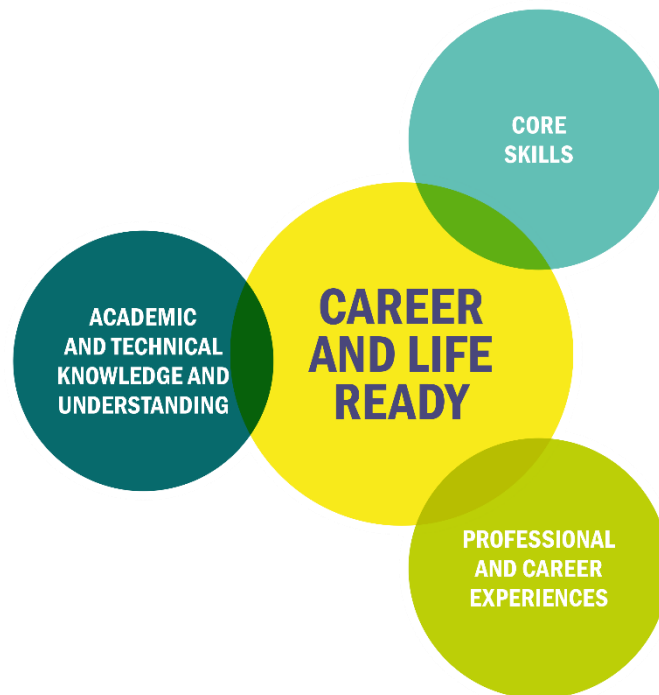 CORE
SKILLS
ACADEMIC
AND TECHNICAL
KNOWLEDGE AND
UNDERSTANDING
CAREER
AND LIFE
READY
PROFESSIONAL
AND CAREER
EXPERIENCES